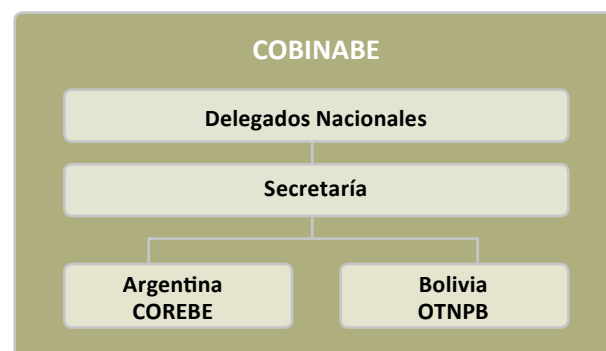 COBINABE
Delegados Nacionales
Secretaría
Argentina
COREBE
Bolivia
OTNPB